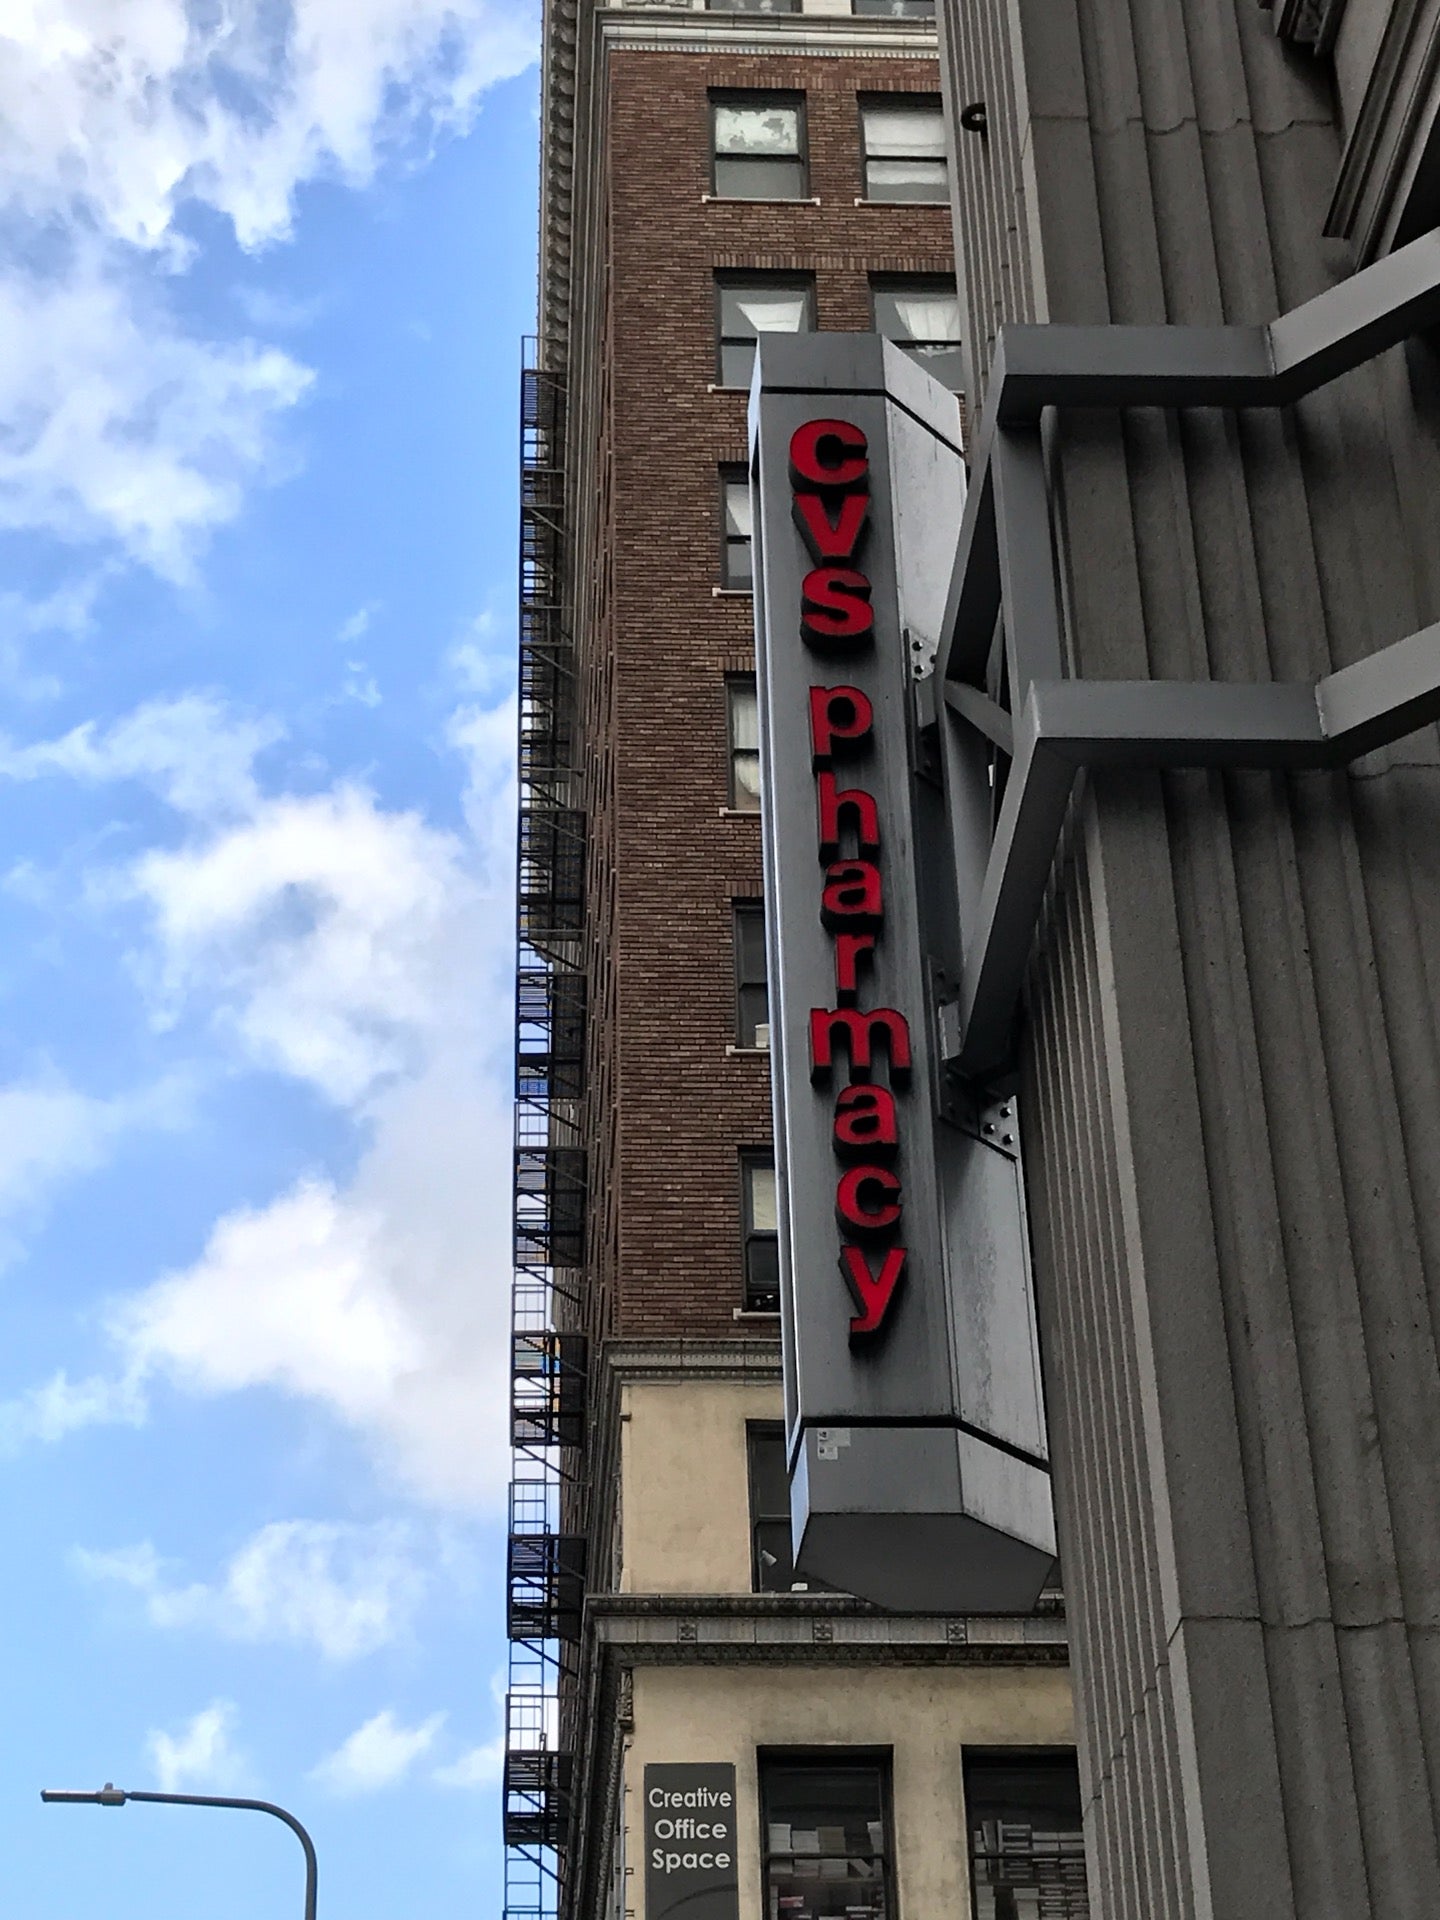 cvs pharmacy
Creative
Office
Space